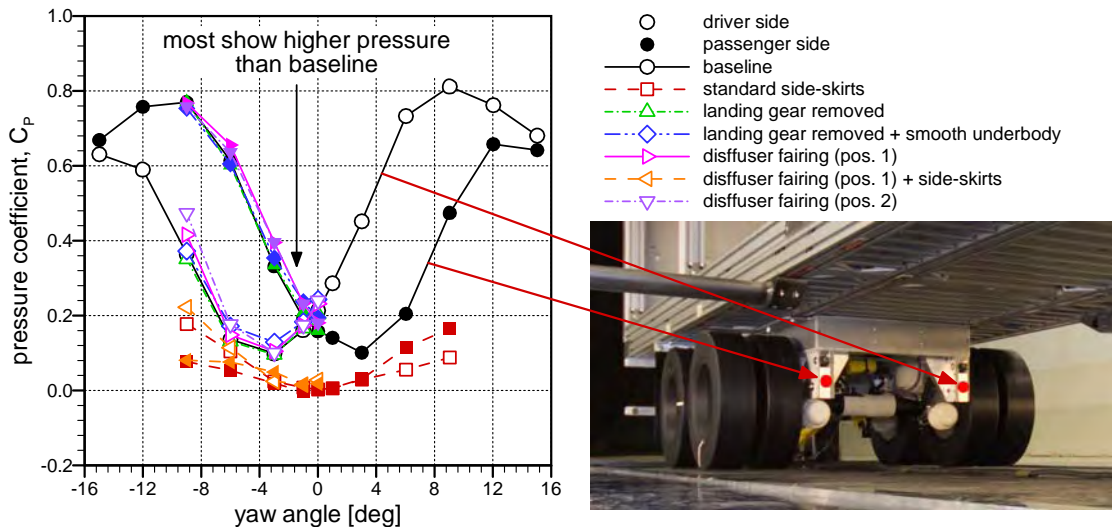 pressure coefficient, C_P
1.0
0.8
0.6
0.4
0.2
0.0
-0.2
most show higher pressure
than baseline
-16
-12
-8
-4
0
4
8
12
16
yaw angle [deg]
driver side
passenger side
baseline
standard side-skirts
landing gear removed
landing gear removed + smooth underbody
disffuser fairing (pos. 1)
disffuser fairing (pos. 1) + side-skirts
disffuser fairing (pos. 2)